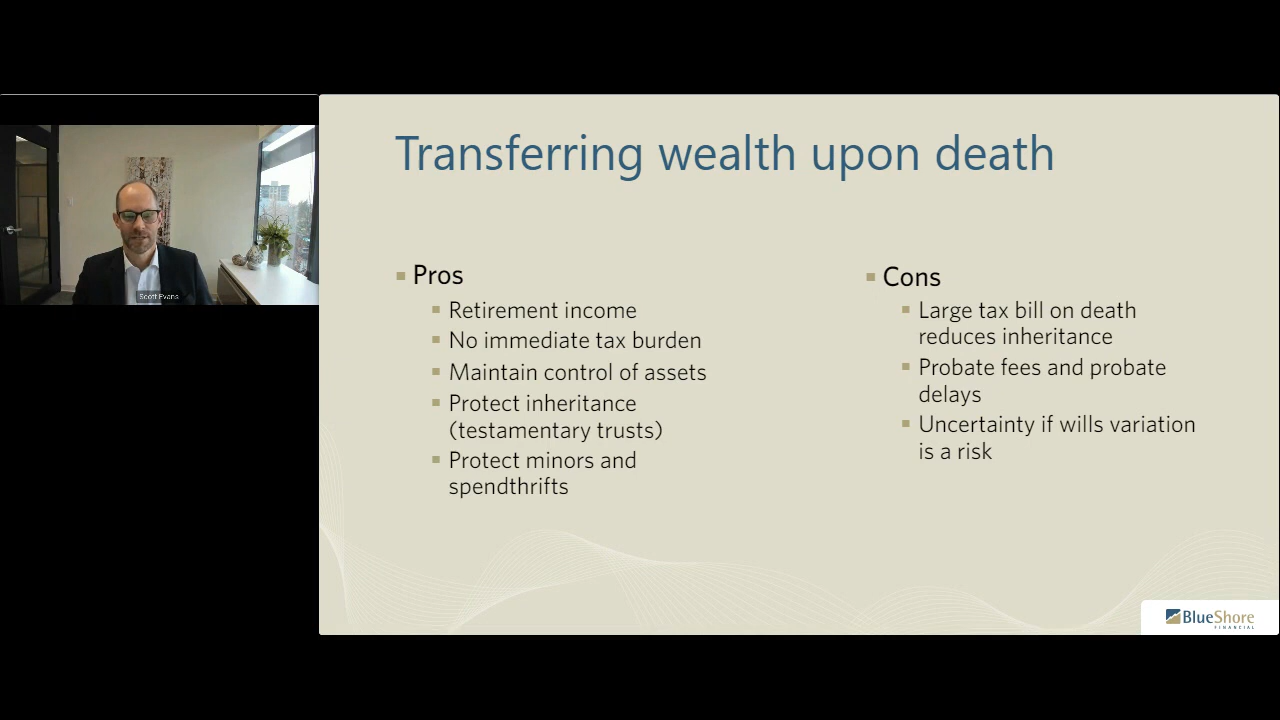 Transferring wealth upon death
Pros
Retirement income
No immediate tax burden
Maintain control of assets
Protect inheritance
(testamentary trusts)
Protect minors and
spendthrifts
Cons
Large tax bill on death
reduces inheritance
Probate fees and probate
delays
Uncertainty if wills variation
is a risk
Scott Evans
BlueShore
FINANCIAL